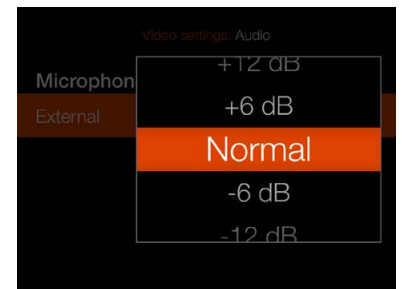 Video settings: Audio
Microphon
External
+12 dB
+6 dB
Normal
-6 dB
-12 dB